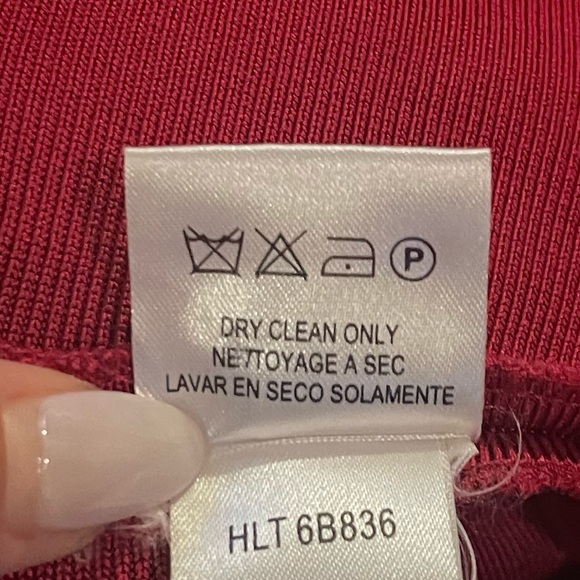 P
DRY CLEAN ONLY
NETTOYAGE A SEC
LAVAR EN SECO SOLAMENTE
HLT 6B836